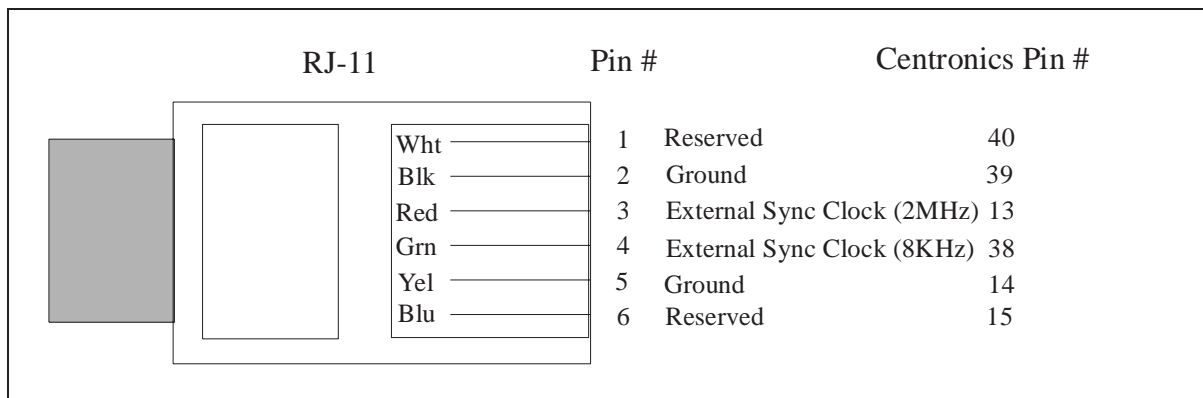 RJ-11 Pin # Centronics Pin #
Wht 1 Reserved 40
Blk 2 Ground 39
Red 3 External Sync Clock (2MHz) 13
Grn 4 External Sync Clock (8KHz) 38
Yel 5 Ground 14
Blu 6 Reserved 15